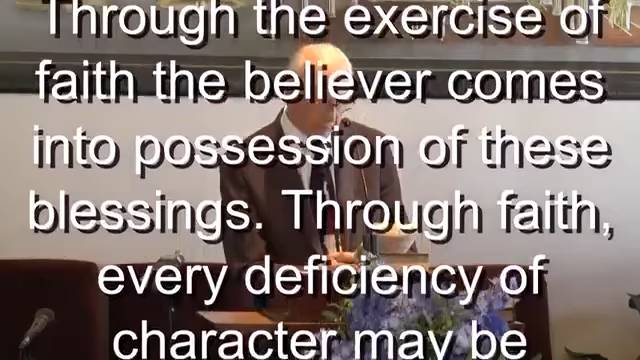 Through the exercise of
faith the believer comes
into possession of these
blessings. Through faith,
every deficiency of
character may be